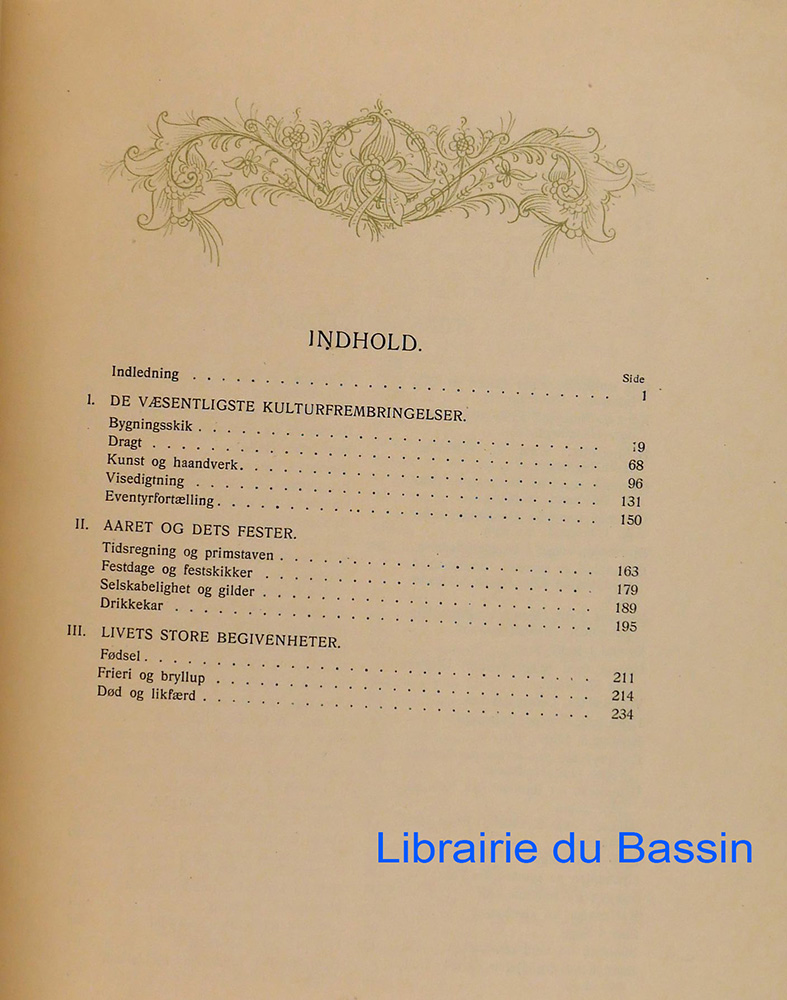 INDHOLD.
Side
Indledning . . . . . . . . . . . . . . . . . . . . . . . . 1
I. DE VÆSENTLIGSTE KULTURFREMBRINGELSER.
Bygningsskik . . . . . . . . . . . . . . . . . . . . . . . 9
Dragt . . . . . . . . . . . . . . . . . . . . . . . . 68
Kunst og haandverk. . . . . . . . . . . . . . . . . . . . 96
Visedigtning . . . . . . . . . . . . . . . . . . . . . . 131
Eventyrfortælling . . . . . . . . . . . . . . . . . . . . 150
II. AARET OG DETS FESTER.
Tidsregning og primstaven . . . . . . . . . . . . . . . . 163
Festdage og festskikker . . . . . . . . . . . . . . . . . 179
Selskabelighet og gilder . . . . . . . . . . . . . . . . . 189
Drikkekar . . . . . . . . . . . . . . . . . . . . . . 195
III. LIVETS STORE BEGIVENHETER.
Fødsel . . . . . . . . . . . . . . . . . . . . . . . 211
Frieri og bryllup . . . . . . . . . . . . . . . . . . . . 214
Død og likfærd . . . . . . . . . . . . . . . . . . . . . 234
Librairie du Bassin